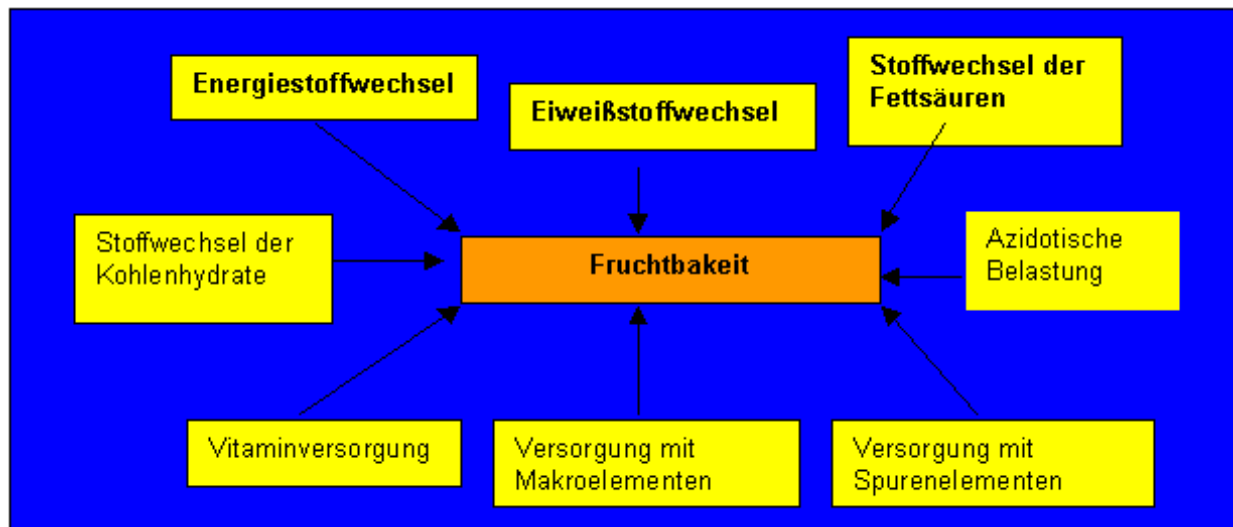 Energiestoffwechsel
Eiweißstoffwechsel
Stoffwechsel der
Fettsäuren
Stoffwechsel der
Kohlenhydrate
Fruchtbakeit
Azidotische
Belastung
Vitaminversorgung
Versorgung mit
Makroelementen
Versorgung mit
Spurenelementen